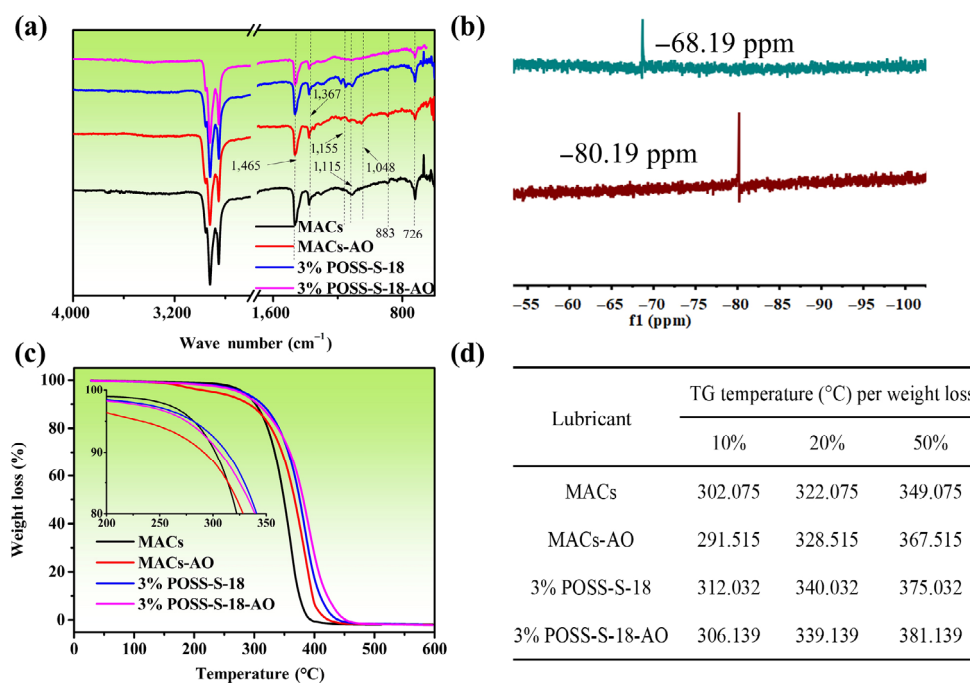 (a)
1,367
1,155
1,465
1,115
1,048
883
726
MACs
MACs-AO
3% POSS-S-18
3% POSS-S-18-AO
4,000 3,200 1,600 800
Wave number (cm⁻¹)
(b)
−68.19 ppm
−80.19 ppm
−55 −60 −65 −70 −75 −80 −85 −90 −95 −100
f1 (ppm)
(c)
Weight loss (%)
100
80
60
40
20
0
100
90
80
200 250 300 350
MACs
MACs-AO
3% POSS-S-18
3% POSS-S-18-AO
0 100 200 300 400 500 600
Temperature (°C)
(d)
Lubricant TG temperature (°C) per weight loss
10% 20% 50%
MACs 302.075 322.075 349.075
MACs-AO 291.515 328.515 367.515
3% POSS-S-18 312.032 340.032 375.032
3% POSS-S-18-AO 306.139 339.139 381.139